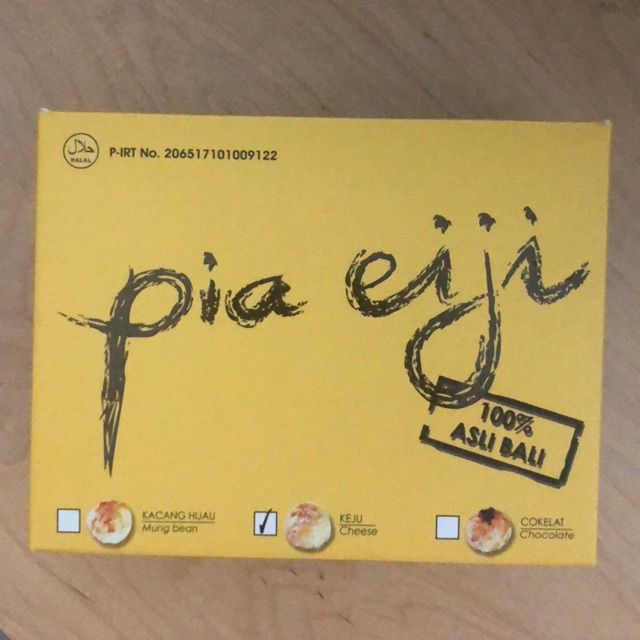 حلال
HALAL
P-IRT No. 206517101009122
pia eiji
100%
ASLI BALI
KACANG HIJAU
Mung bean
KEJU
Cheese
COKELAT
Chocolate